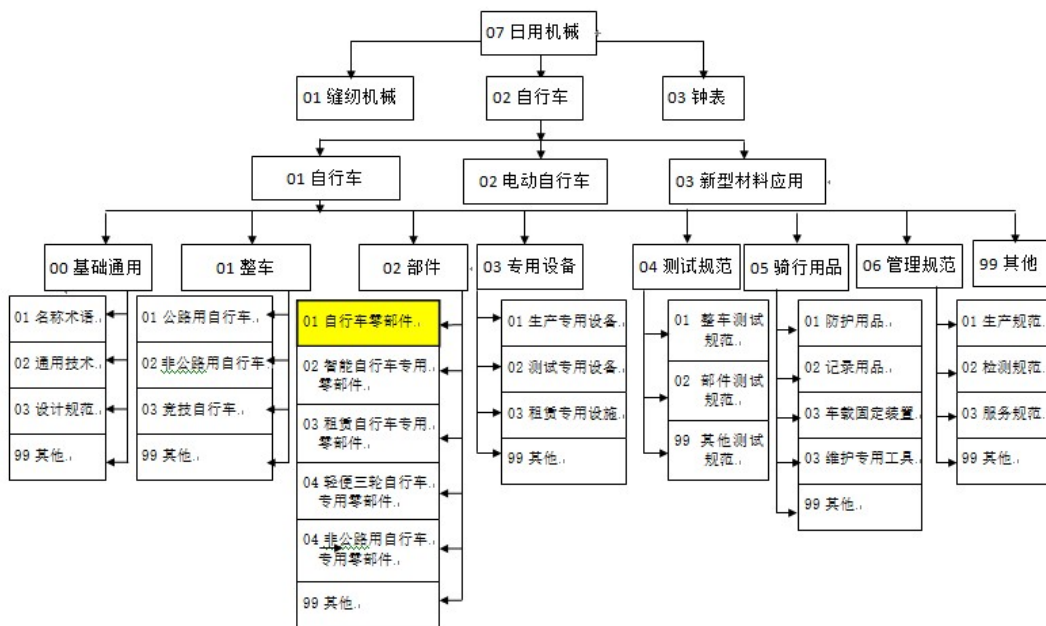 07 日用机械
01 缝纫机械
02 自行车
03 钟表
01 自行车
02 电动自行车
03 新型材料应用
00 基础通用
01 整车
02 部件
03 专用设备
04 测试规范
05 骑行用品
06 管理规范
99 其他
01 名称术语
02 通用技术
03 设计规范
99 其他
01 公路用自行车
02 非公路用自行车
03 竞技自行车
99 其他
01 自行车零部件
02 智能自行车专用
零部件
03 租赁自行车专用
零部件
04 轻便三轮自行车
专用零部件
04 非公路用自行车
专用零部件
99 其他
01 生产专用设备
02 测试专用设备
03 租赁专用设施
99 其他
01 整车测试
规范
02 部件测试
规范
99 其他测试
规范
01 防护用品
02 记录用品
03 车载固定装置
03 维护专用工具
99 其他
01 生产规范
02 检测规范
03 服务规范
99 其他